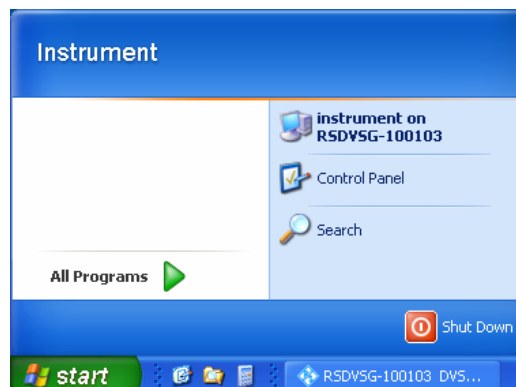 Instrument
instrument on
RSDVSG-100103
Control Panel
Search
All Programs
Shut Down
start
RSDVSG-100103 DVS...